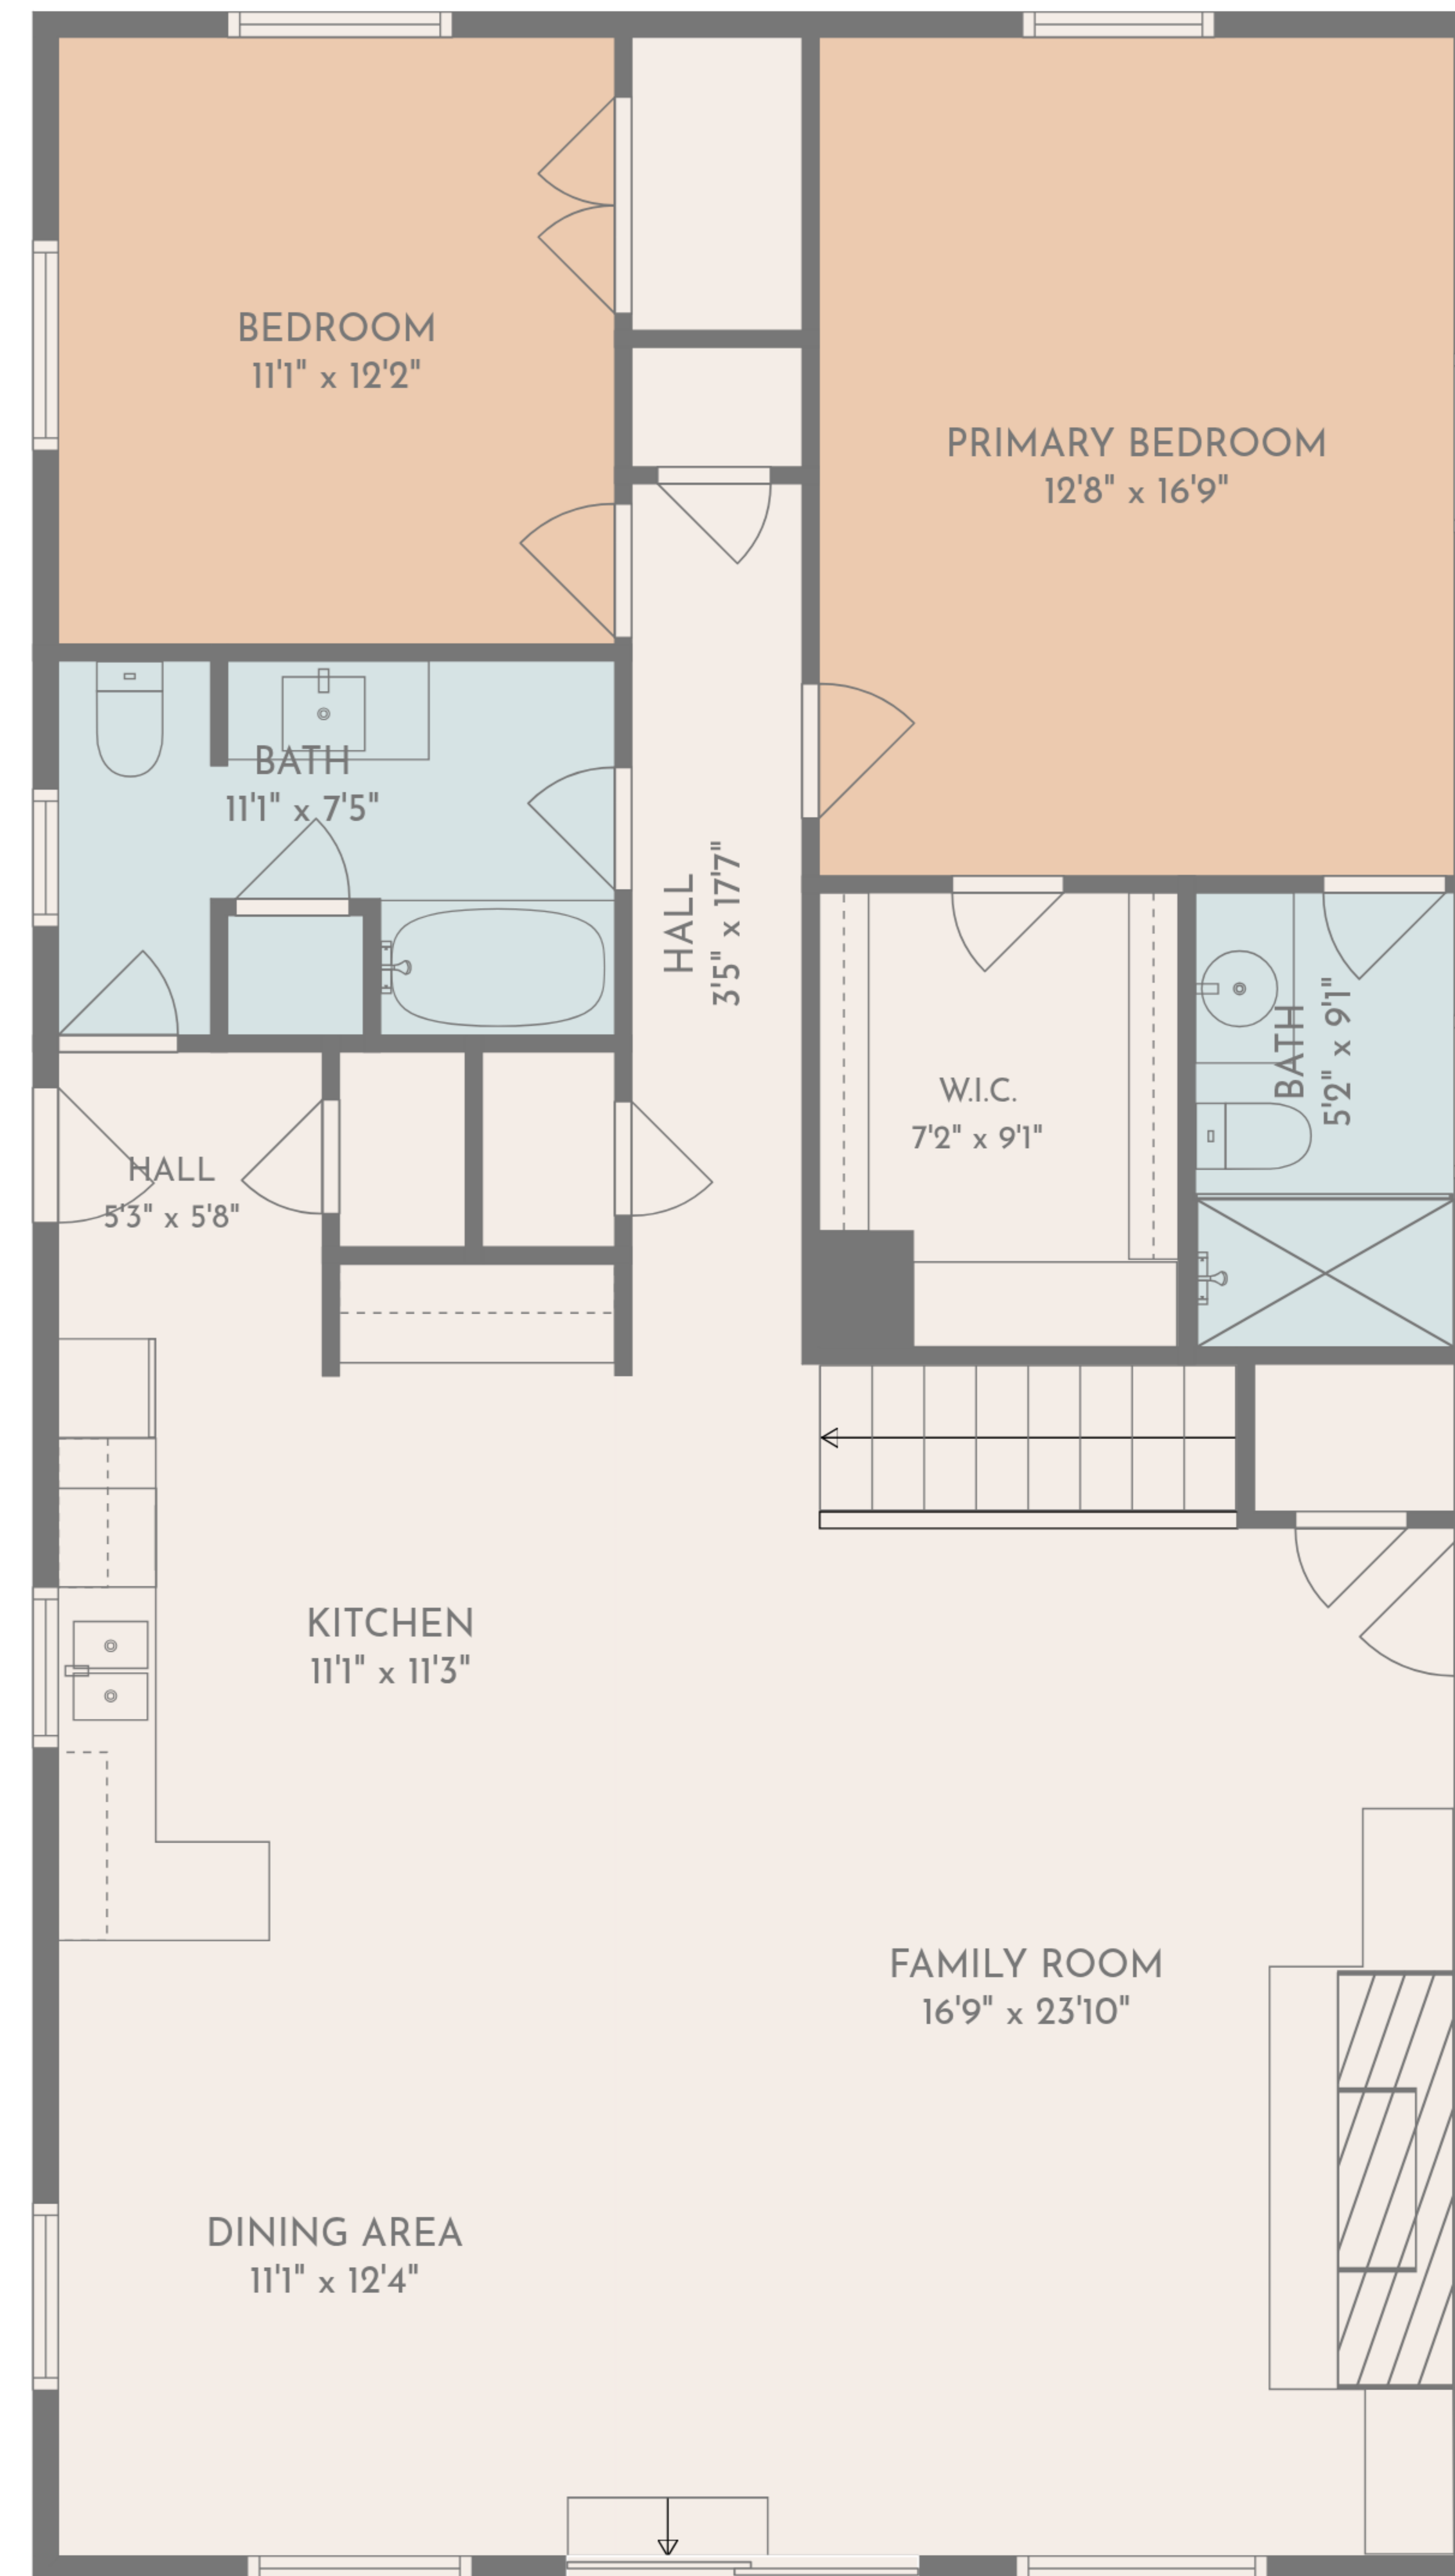 BEDROOM
11'1" x 12'2"
PRIMARY BEDROOM
12'8" x 16'9"
BATH
11'1" x 7'5"
HALL
3'5" x 17'7"
W.I.C.
7'2" x 9'1"
BATH
5'2" x 9'1"
HALL
5'3" x 5'8"
KITCHEN
11'1" x 11'3"
FAMILY ROOM
16'9" x 23'10"
DINING AREA
11'1" x 12'4"